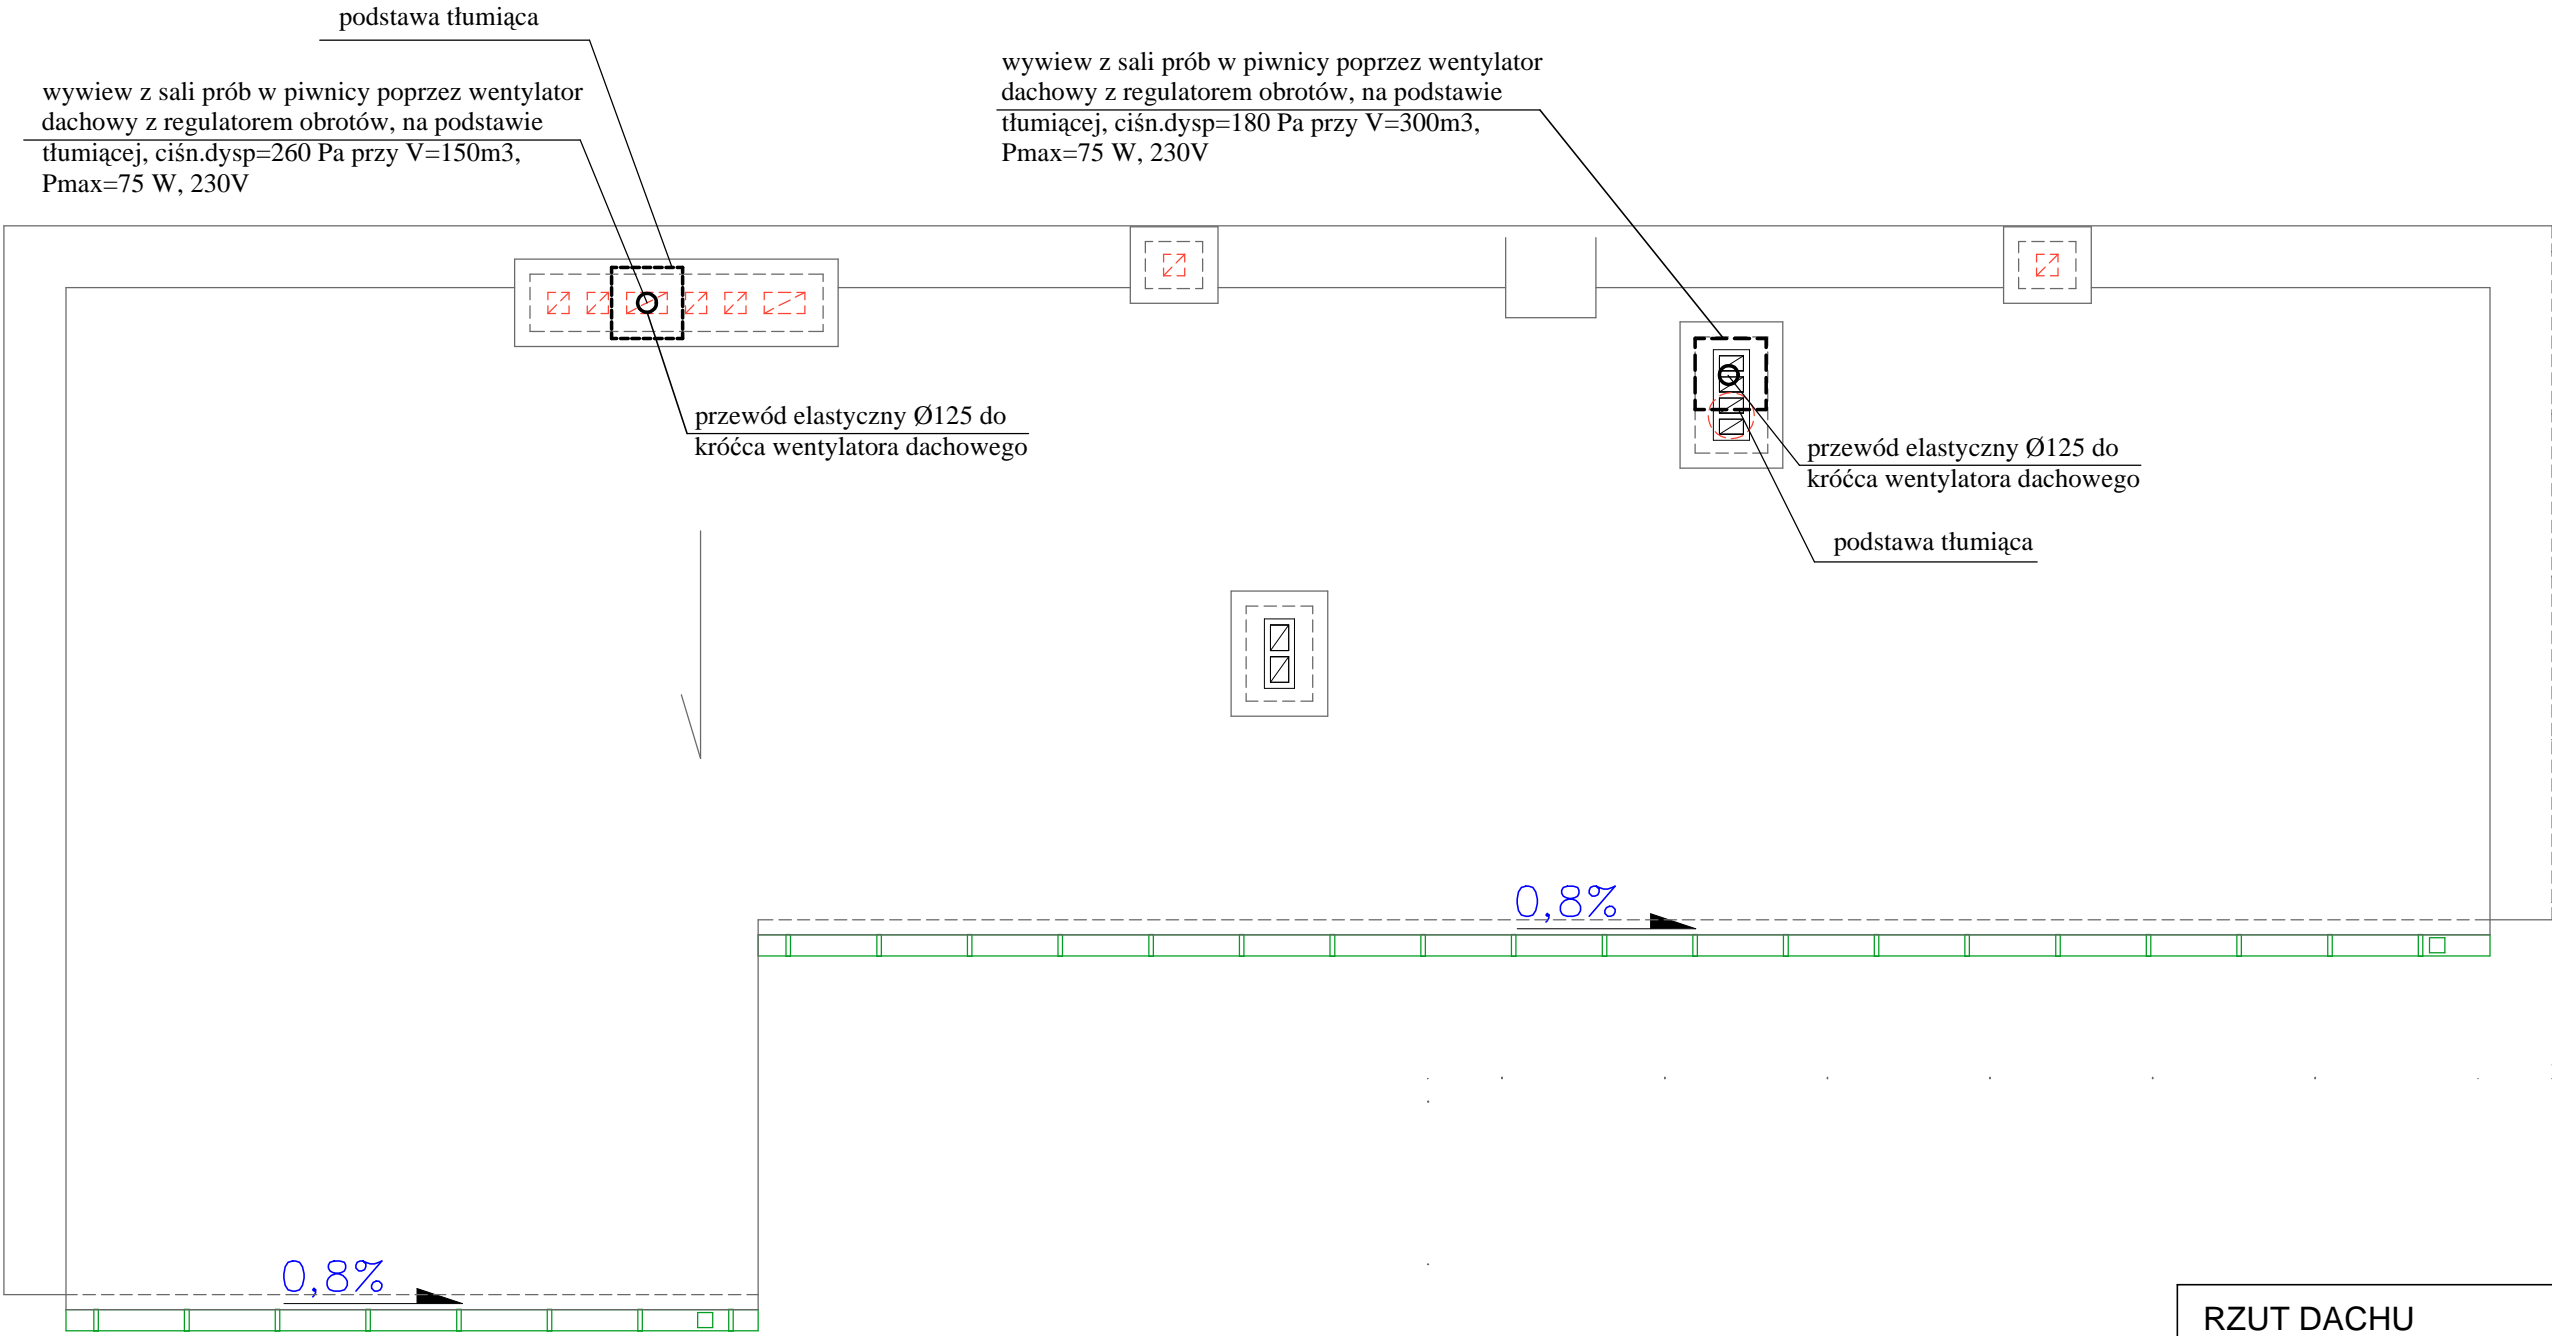 podstawa tłumiąca
wywiew z sali prób w piwnicy poprzez wentylator
dachowy z regulatorem obrotów, na podstawie
tłumiącej, ciśn.dysp=260 Pa przy V=150m3,
Pmax=75 W, 230V
wywiew z sali prób w piwnicy poprzez wentylator
dachowy z regulatorem obrotów, na podstawie
tłumiącej, ciśn.dysp=180 Pa przy V=300m3,
Pmax=75 W, 230V
przewód elastyczny Ø125 do
króćca wentylatora dachowego
przewód elastyczny Ø125 do
króćca wentylatora dachowego
podstawa tłumiąca
0,8%
0,8%
RZUT DACHU